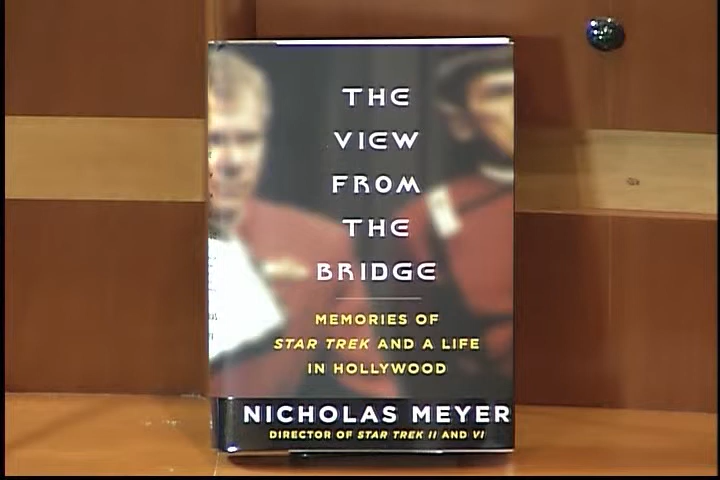 THE
VIEW
FROM
THE
BRIDGE
MEMORIES OF
STAR TREK AND A LIFE
IN HOLLYWOOD
NICHOLAS MEYER
DIRECTOR OF STAR TREK II AND VI